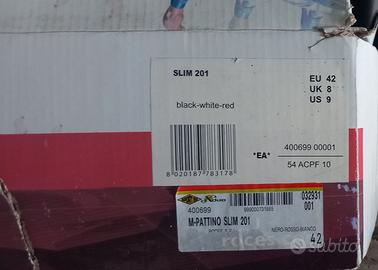 SLIM 201
EU 42
UK 8
US 9
black-white-red
*EA*
400699 00001
54 ACPF 10
8 020187 783178
032931
001
400699
M-PATTINO SLIM 201
NERO-ROSSO-BIANCO
42
roces
subito